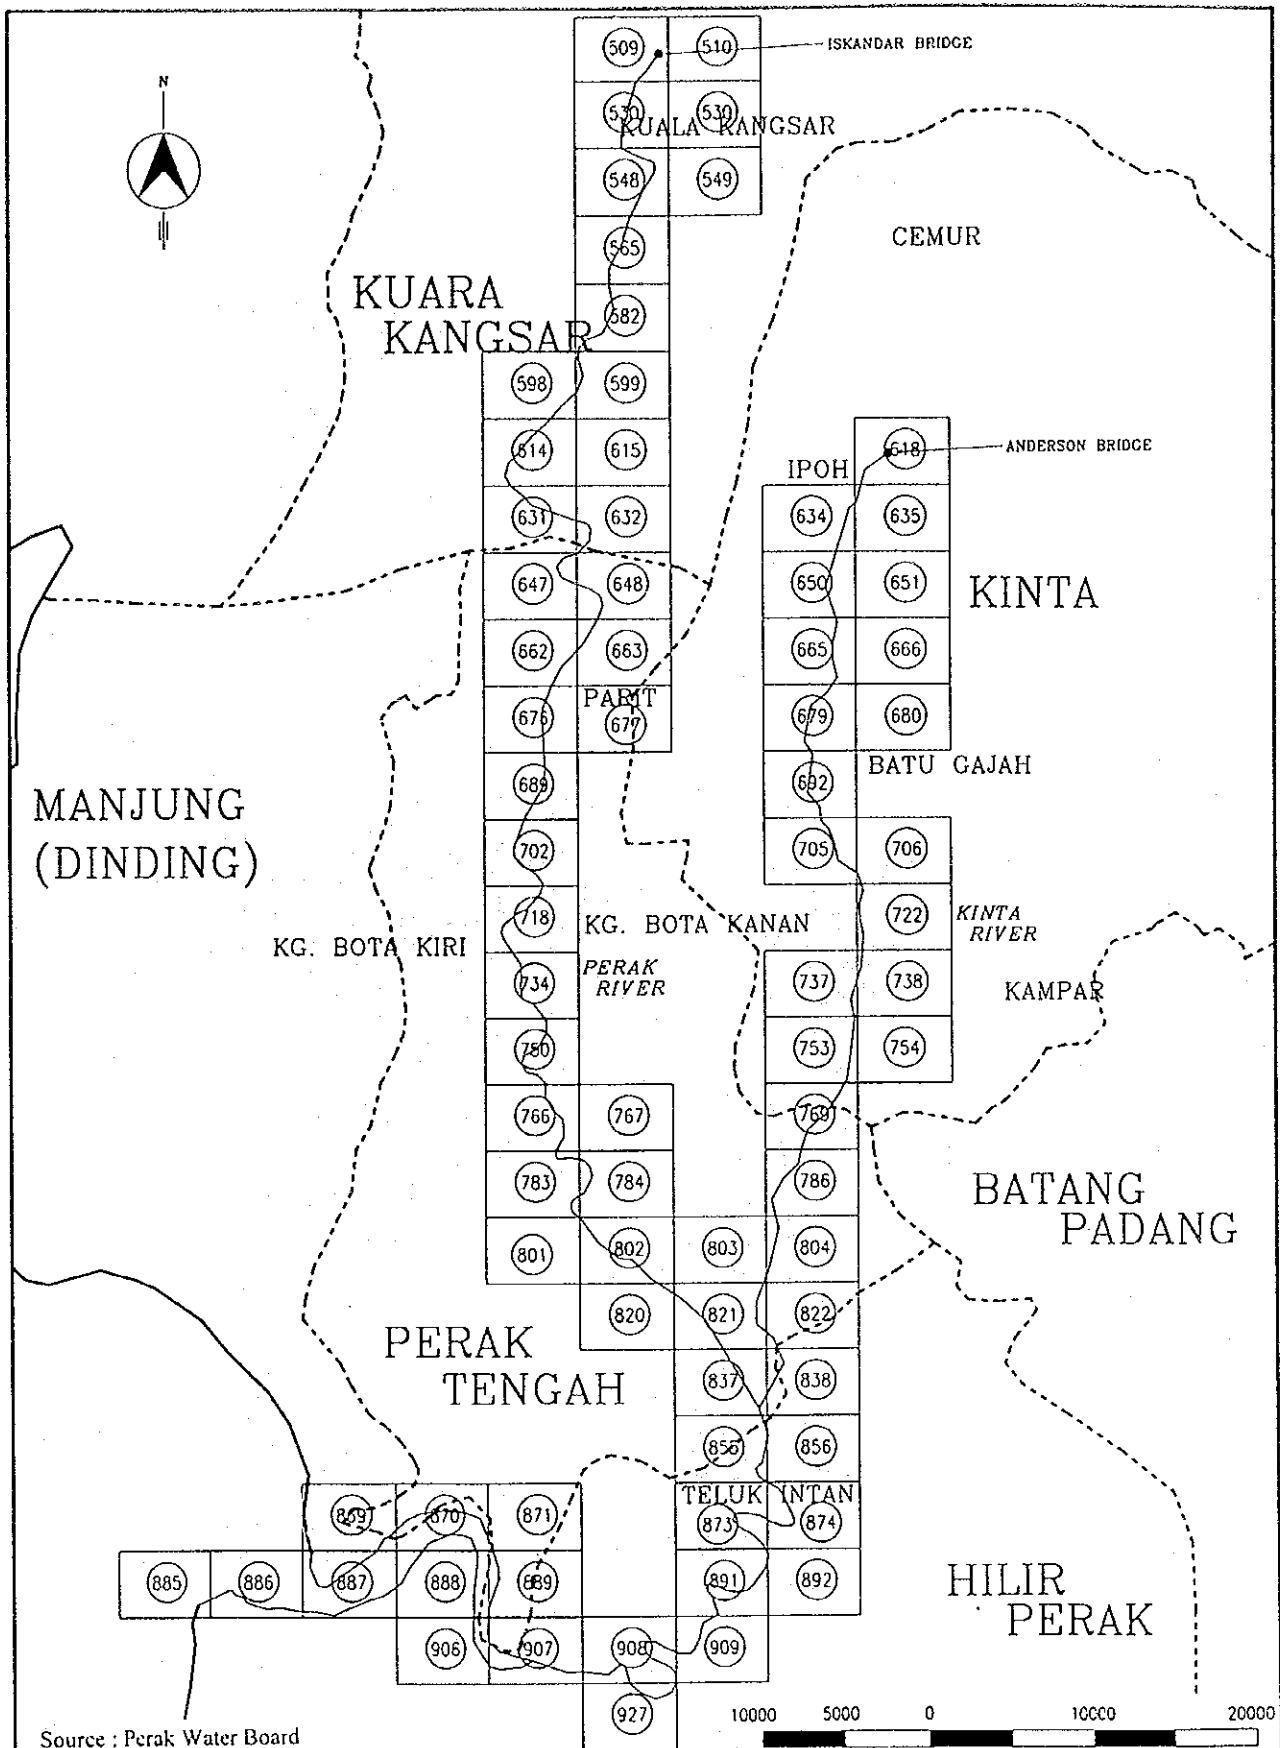 509
510
ISKANDAR BRIDGE
N
530
530
KUALA KANGSAR
548
549
CEMUR
565
KUARA
KANGSAR
582
598
599
614
615
618
ANDERSON BRIDGE
IPOH
631
632
634
635
647
648
650
651
KINTA
662
663
665
666
PARIT
676
677
679
680
BATU GAJAH
689
692
MANJUNG
(DINDING)
702
705
706
718
KG. BOTA KANAN
722
KINTA
RIVER
KG. BOTA KIRI
734
PERAK
RIVER
737
738
KAMPAR
750
753
754
766
767
769
783
784
786
BATANG
PADANG
801
802
803
804
820
821
822
PERAK
TENGAH
837
838
855
856
TELUK INTAN
869
870
871
873
874
885
886
887
888
889
891
892
HILIR
PERAK
906
907
908
909
927
10000 5000 0 10000 20000
Source : Perak Water Board